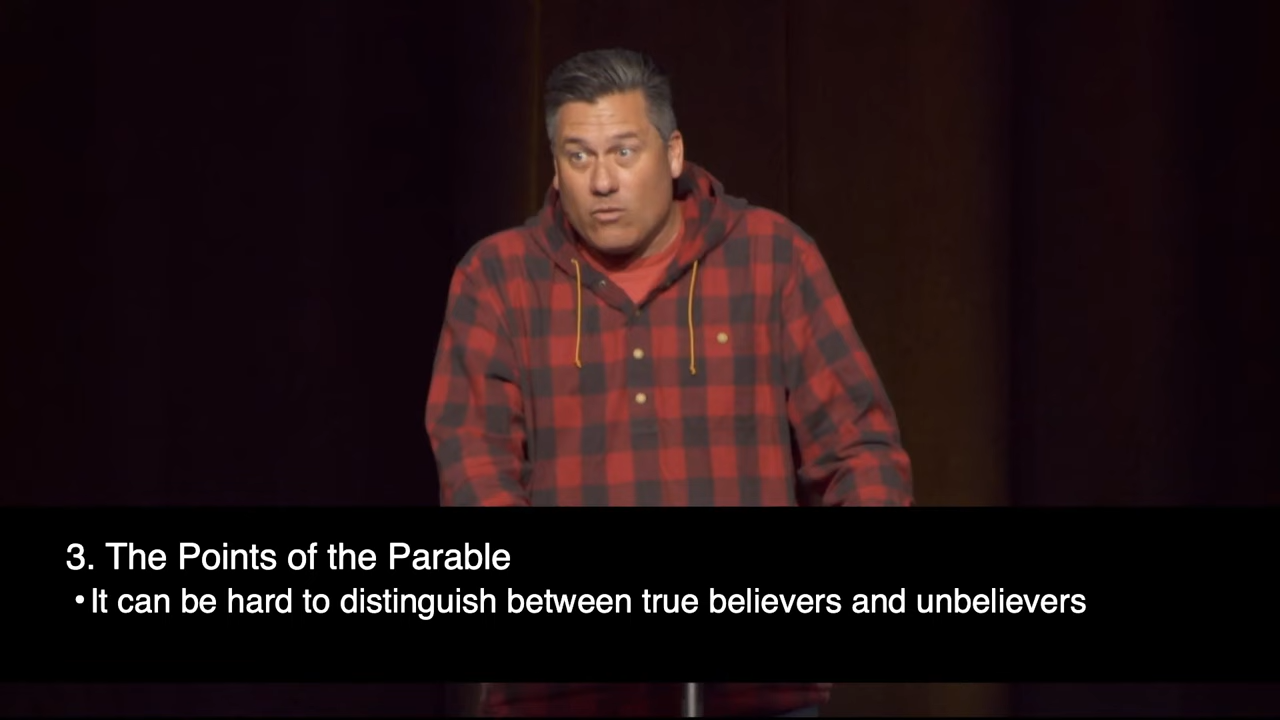 3. The Points of the Parable
•It can be hard to distinguish between true believers and unbelievers